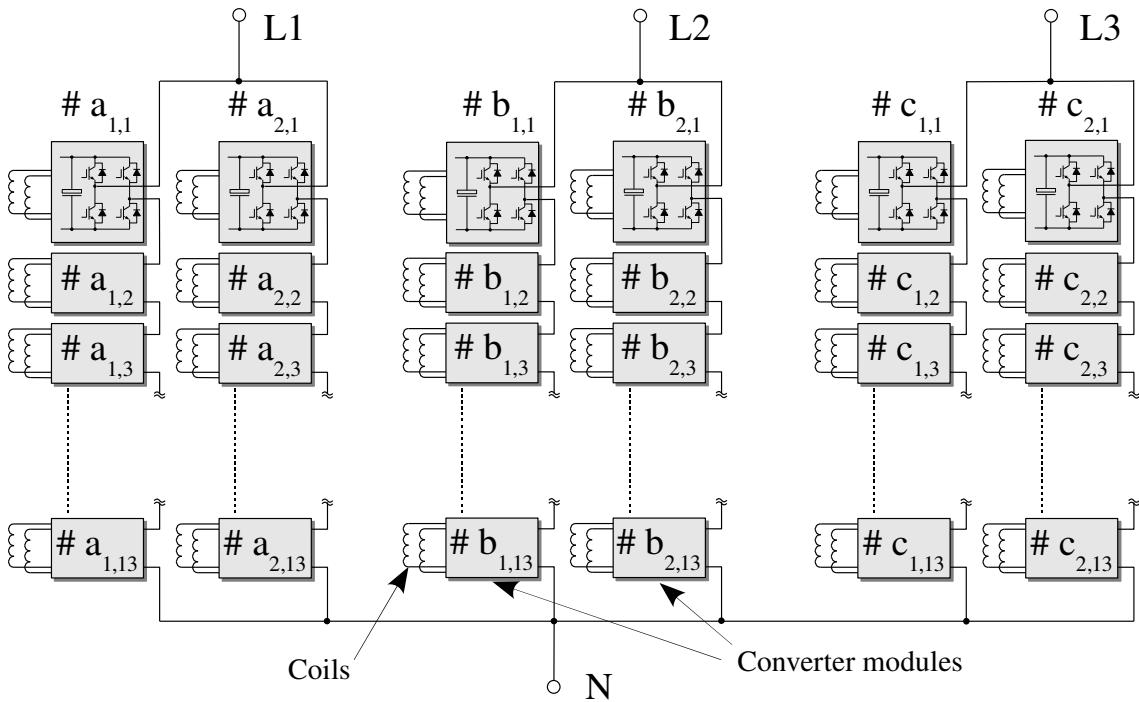 L1 L2 L3
# a1,1 # a2,1 # b1,1 # b2,1 # c1,1 # c2,1
# a1,2 # a2,2 # b1,2 # b2,2 # c1,2 # c2,2
# a1,3 # a2,3 # b1,3 # b2,3 # c1,3 # c2,3
# a1,13 # a2,13 # b1,13 # b2,13 # c1,13 # c2,13
Coils
Converter modules
N